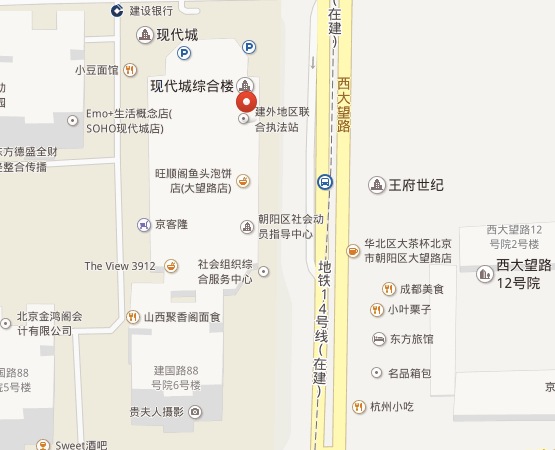 建设银行
(在建)
现代城
小豆面馆
现代城综合楼
西大望路
Emo+生活概念店(
SOHO现代城店)
建外地区联
合执法站
东方德盛全财
整合传播
旺顺阁鱼头泡饼
店(大望路店)
王府世纪
京客隆
朝阳区社会动
员指导中心
西大望路12
号院2号楼
华北区大茶杯北京
市朝阳区大望路店
The View 3912
社会组织综
合服务中心
西大望路
12号院
地铁14号线(在建)
成都美食
小叶栗子
北京金鸿阁会
计有限公司
山西聚香阁面食
东方旅馆
国路88
院5号楼
建国路88
号院6号楼
名品箱包
京
贵夫人摄影
杭州小吃
Sweet酒吧